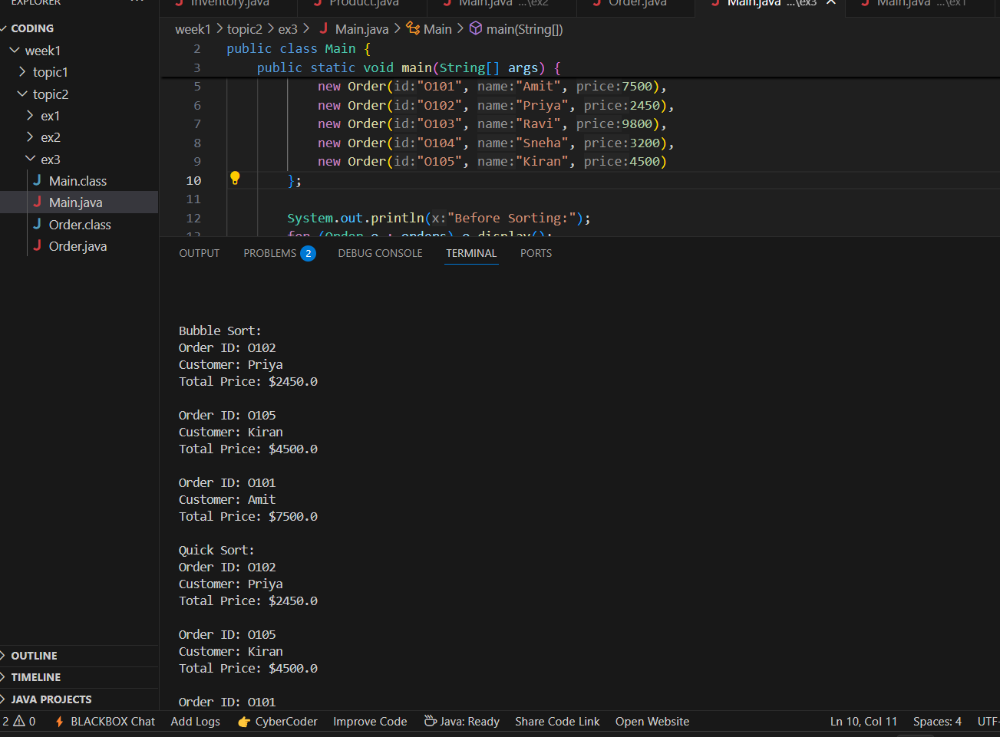 EXPLORER
Inventory.java Product.java Main.java ...\ex2 Order.java Main.java ...\ex3 Main.java ...\ex1
CODING
week1
topic1
topic2
ex1
ex2
ex3
Main.class
Main.java
Order.class
Order.java
OUTLINE
TIMELINE
JAVA PROJECTS
week1 > topic2 > ex3 > Main.java > Main > main(String[])
2 public class Main {
3 public static void main(String[] args) {
5 new Order(id:"O101", name:"Amit", price:7500),
6 new Order(id:"O102", name:"Priya", price:2450),
7 new Order(id:"O103", name:"Ravi", price:9800),
8 new Order(id:"O104", name:"Sneha", price:3200),
9 new Order(id:"O105", name:"Kiran", price:4500)
10 };
11
12 System.out.println(x:"Before Sorting:");
13 for (Order o : orders) o.display();
OUTPUT PROBLEMS 2 DEBUG CONSOLE TERMINAL PORTS
Bubble Sort:
Order ID: O102
Customer: Priya
Total Price: $2450.0
Order ID: O105
Customer: Kiran
Total Price: $4500.0
Order ID: O101
Customer: Amit
Total Price: $7500.0
Quick Sort:
Order ID: O102
Customer: Priya
Total Price: $2450.0
Order ID: O105
Customer: Kiran
Total Price: $4500.0
Order ID: O101
2 0 BLACKBOX Chat Add Logs CyberCoder Improve Code Java: Ready Share Code Link Open Website Ln 10, Col 11 Spaces: 4 UTF-